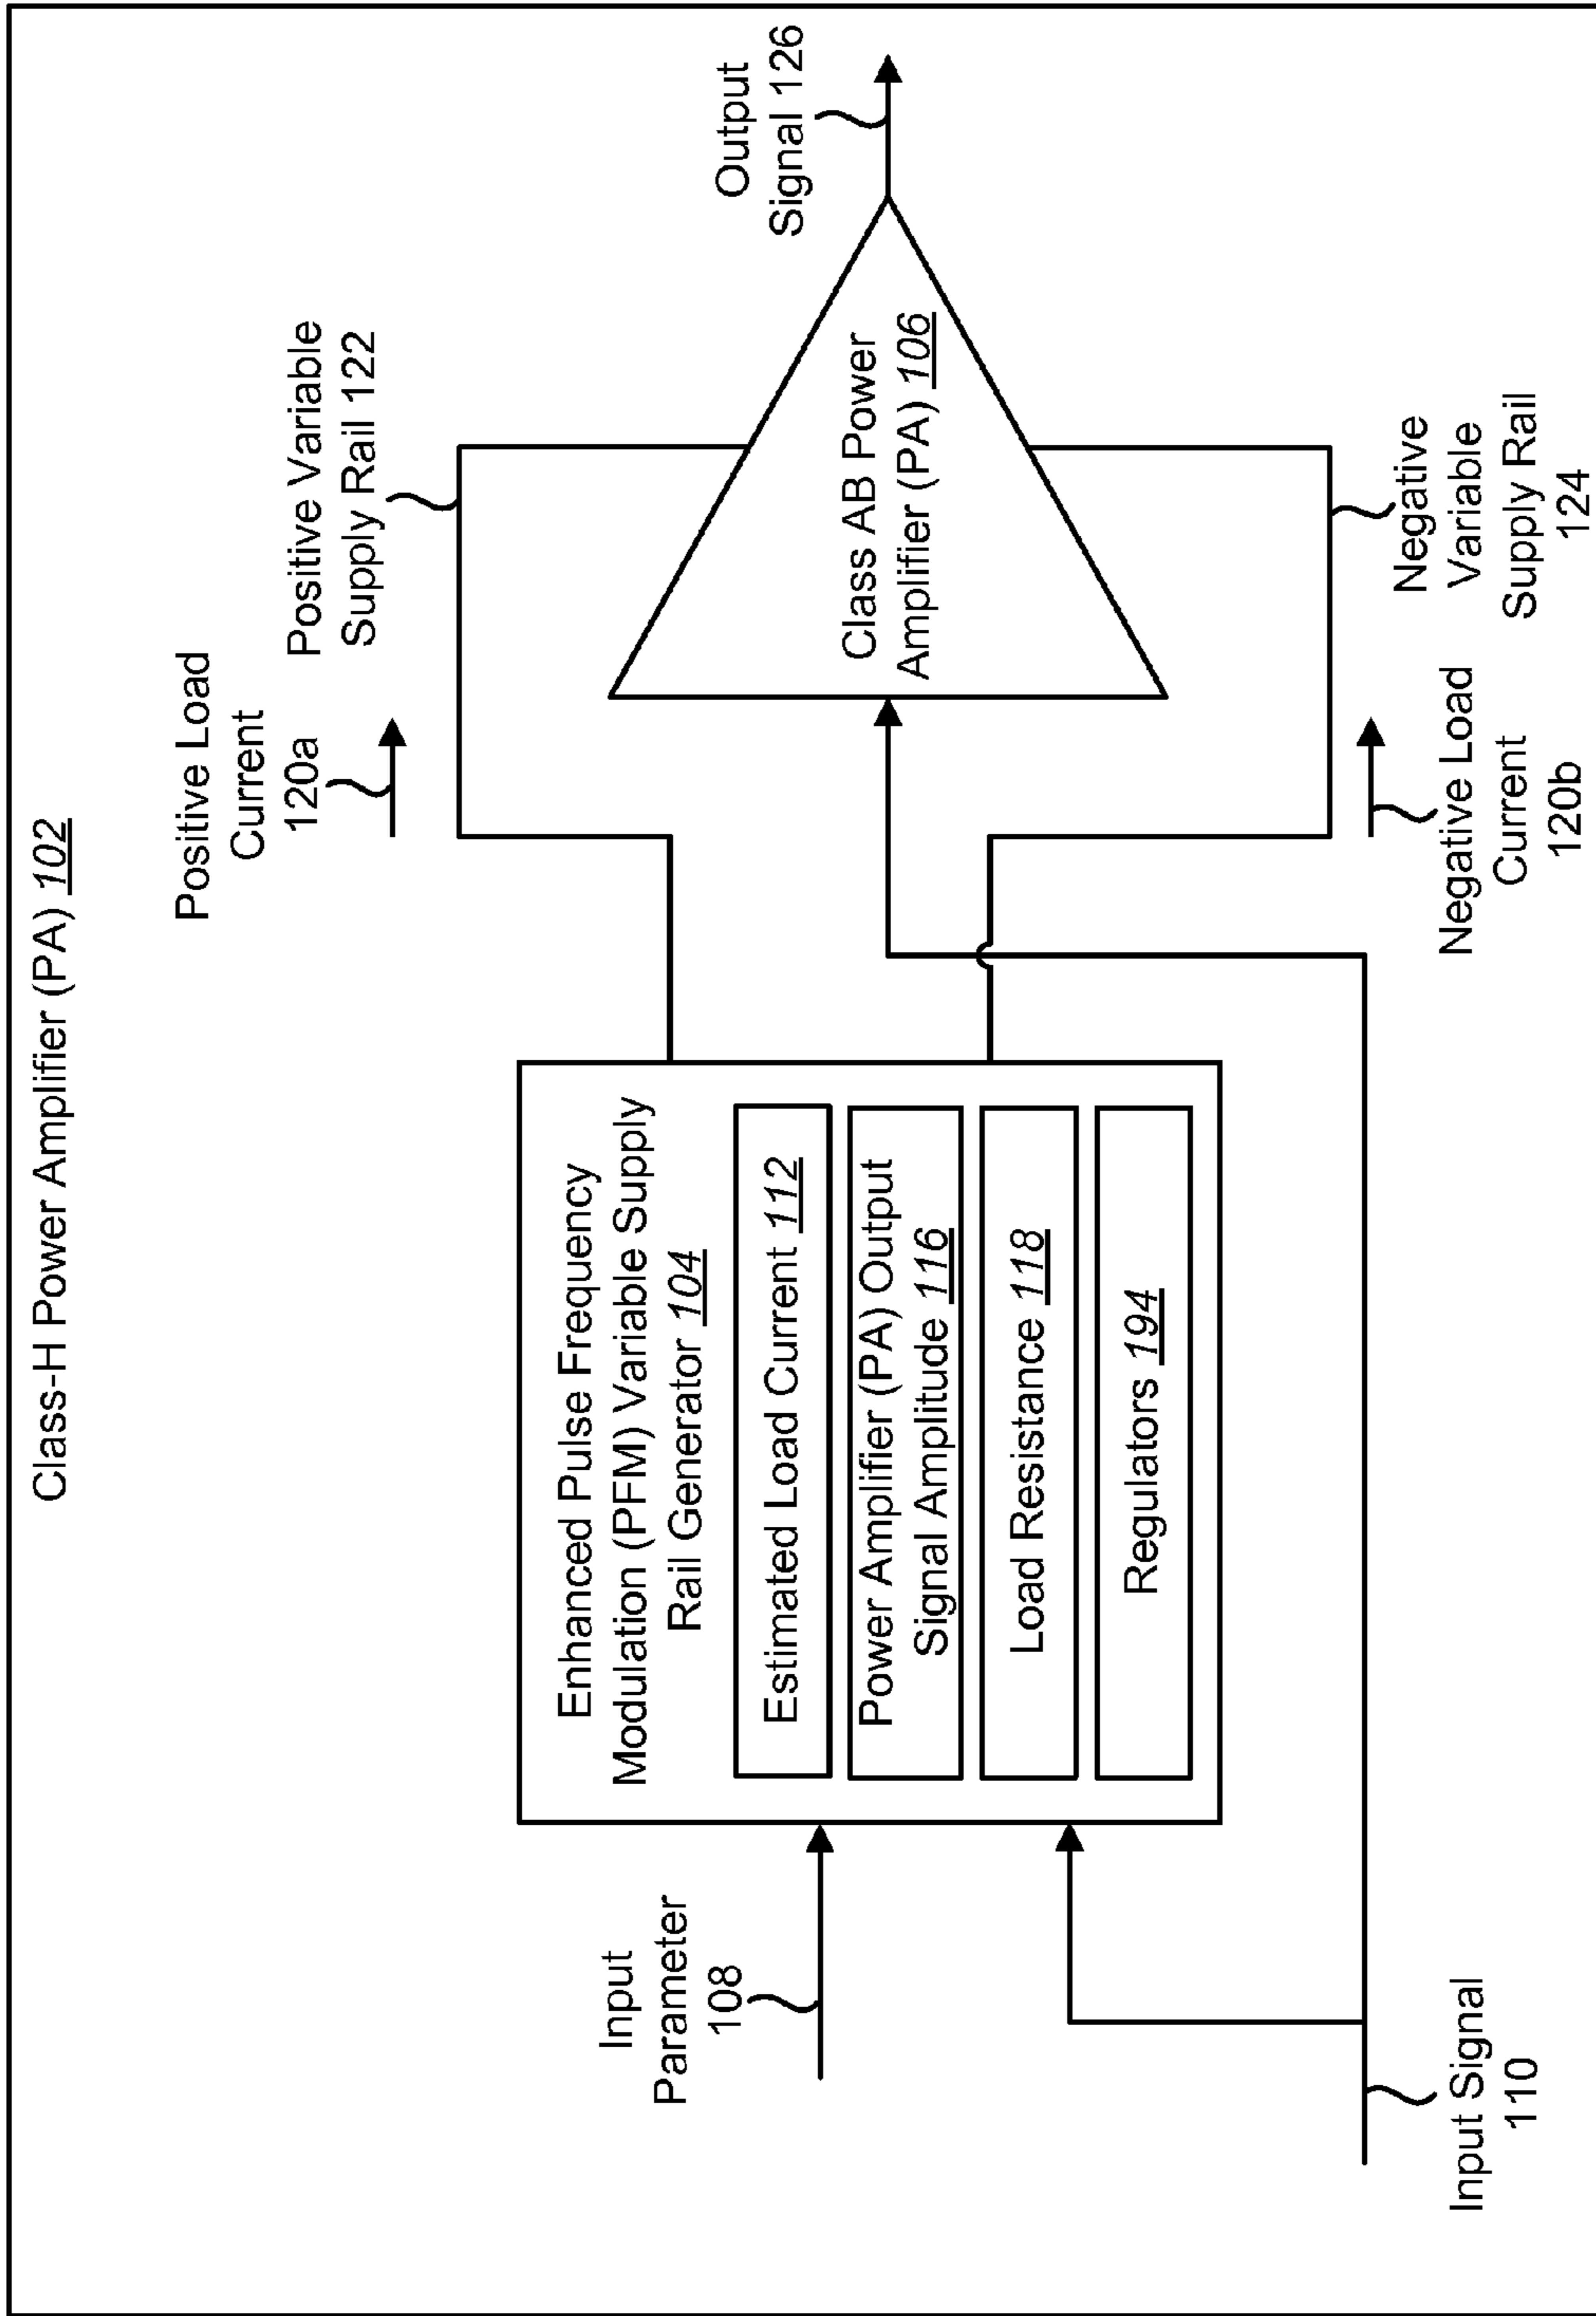 Class-H Power Amplifier (PA) 102
Positive Load
Current
120a
Positive Variable
Supply Rail 122
Output
Signal 126
Enhanced Pulse Frequency
Modulation (PFM) Variable Supply
Rail Generator 104
Estimated Load Current 112
Power Amplifier (PA) Output
Signal Amplitude 116
Load Resistance 118
Regulators 194
Input
Parameter
108
Class AB Power
Amplifier (PA) 106
Input Signal
110
Negative Load
Current
120b
Negative
Variable
Supply Rail
124